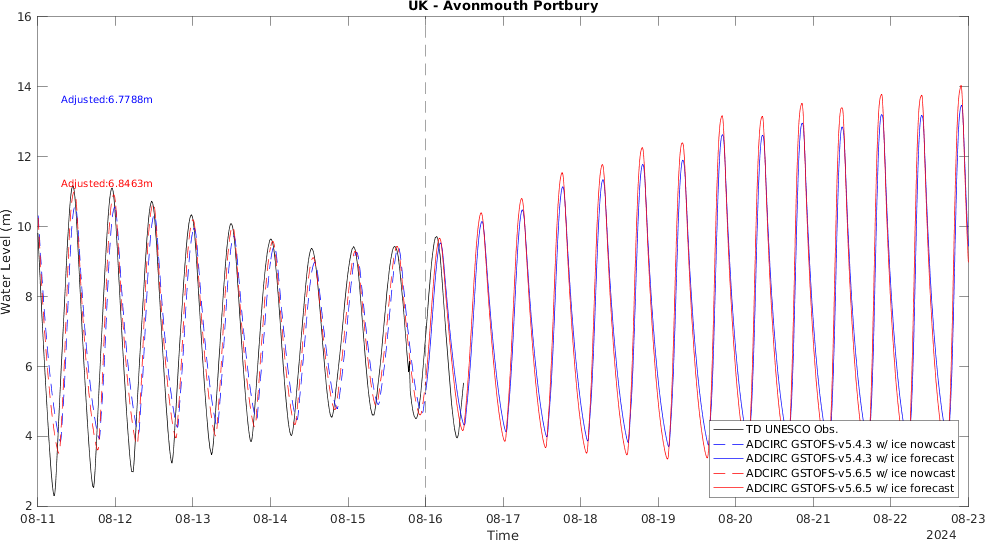 UK - Avonmouth Portbury
16
14
12
10
8
6
4
2
Water Level (m)
Adjusted:6.7788m
Adjusted:6.8463m
TD UNESCO Obs.
ADCIRC GSTOFS-v5.4.3 w/ ice nowcast
ADCIRC GSTOFS-v5.4.3 w/ ice forecast
ADCIRC GSTOFS-v5.6.5 w/ ice nowcast
ADCIRC GSTOFS-v5.6.5 w/ ice forecast
08-11 08-12 08-13 08-14 08-15 08-16 08-17 08-18 08-19 08-20 08-21 08-22 08-23
Time
2024